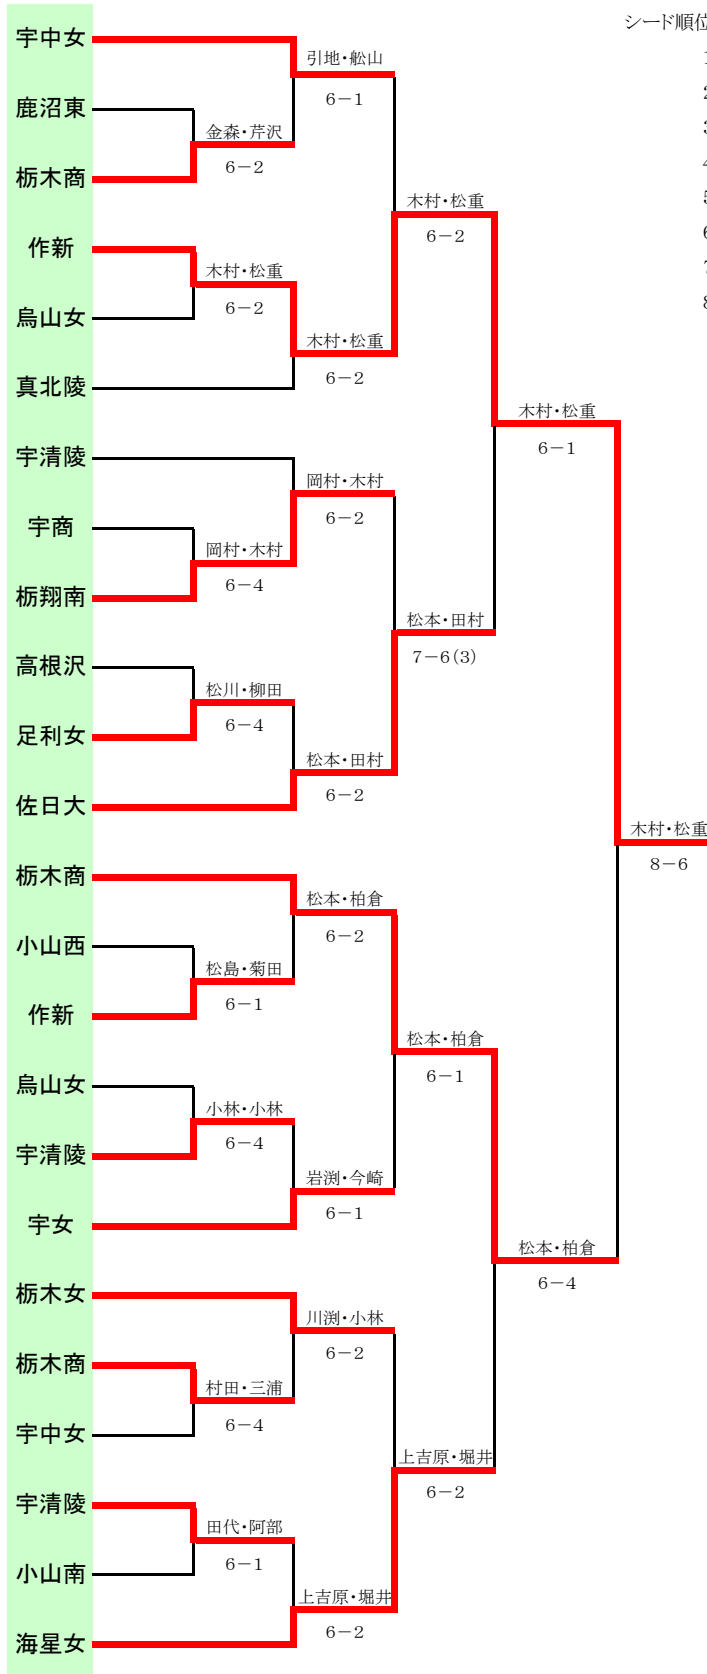 シード順位
宇中女
引地・舩山
6－1
鹿沼東
金森・芹沢
6－2
栃木商
木村・松重
6－2
作新
木村・松重
6－2
烏山女
木村・松重
6－2
真北陵
木村・松重
6－1
宇清陵
岡村・木村
6－2
宇商
岡村・木村
6－4
栃翔南
松本・田村
7－6(3)
高根沢
松川・柳田
6－4
足利女
松本・田村
6－2
佐日大
木村・松重
8－6
栃木商
松本・柏倉
6－2
小山西
松島・菊田
6－1
作新
松本・柏倉
6－1
烏山女
小林・小林
6－4
宇清陵
岩渕・今崎
6－1
宇女
松本・柏倉
6－4
栃木女
川渕・小林
6－2
栃木商
村田・三浦
6－4
宇中女
上吉原・堀井
6－2
宇清陵
田代・阿部
6－1
小山南
上吉原・堀井
6－2
海星女